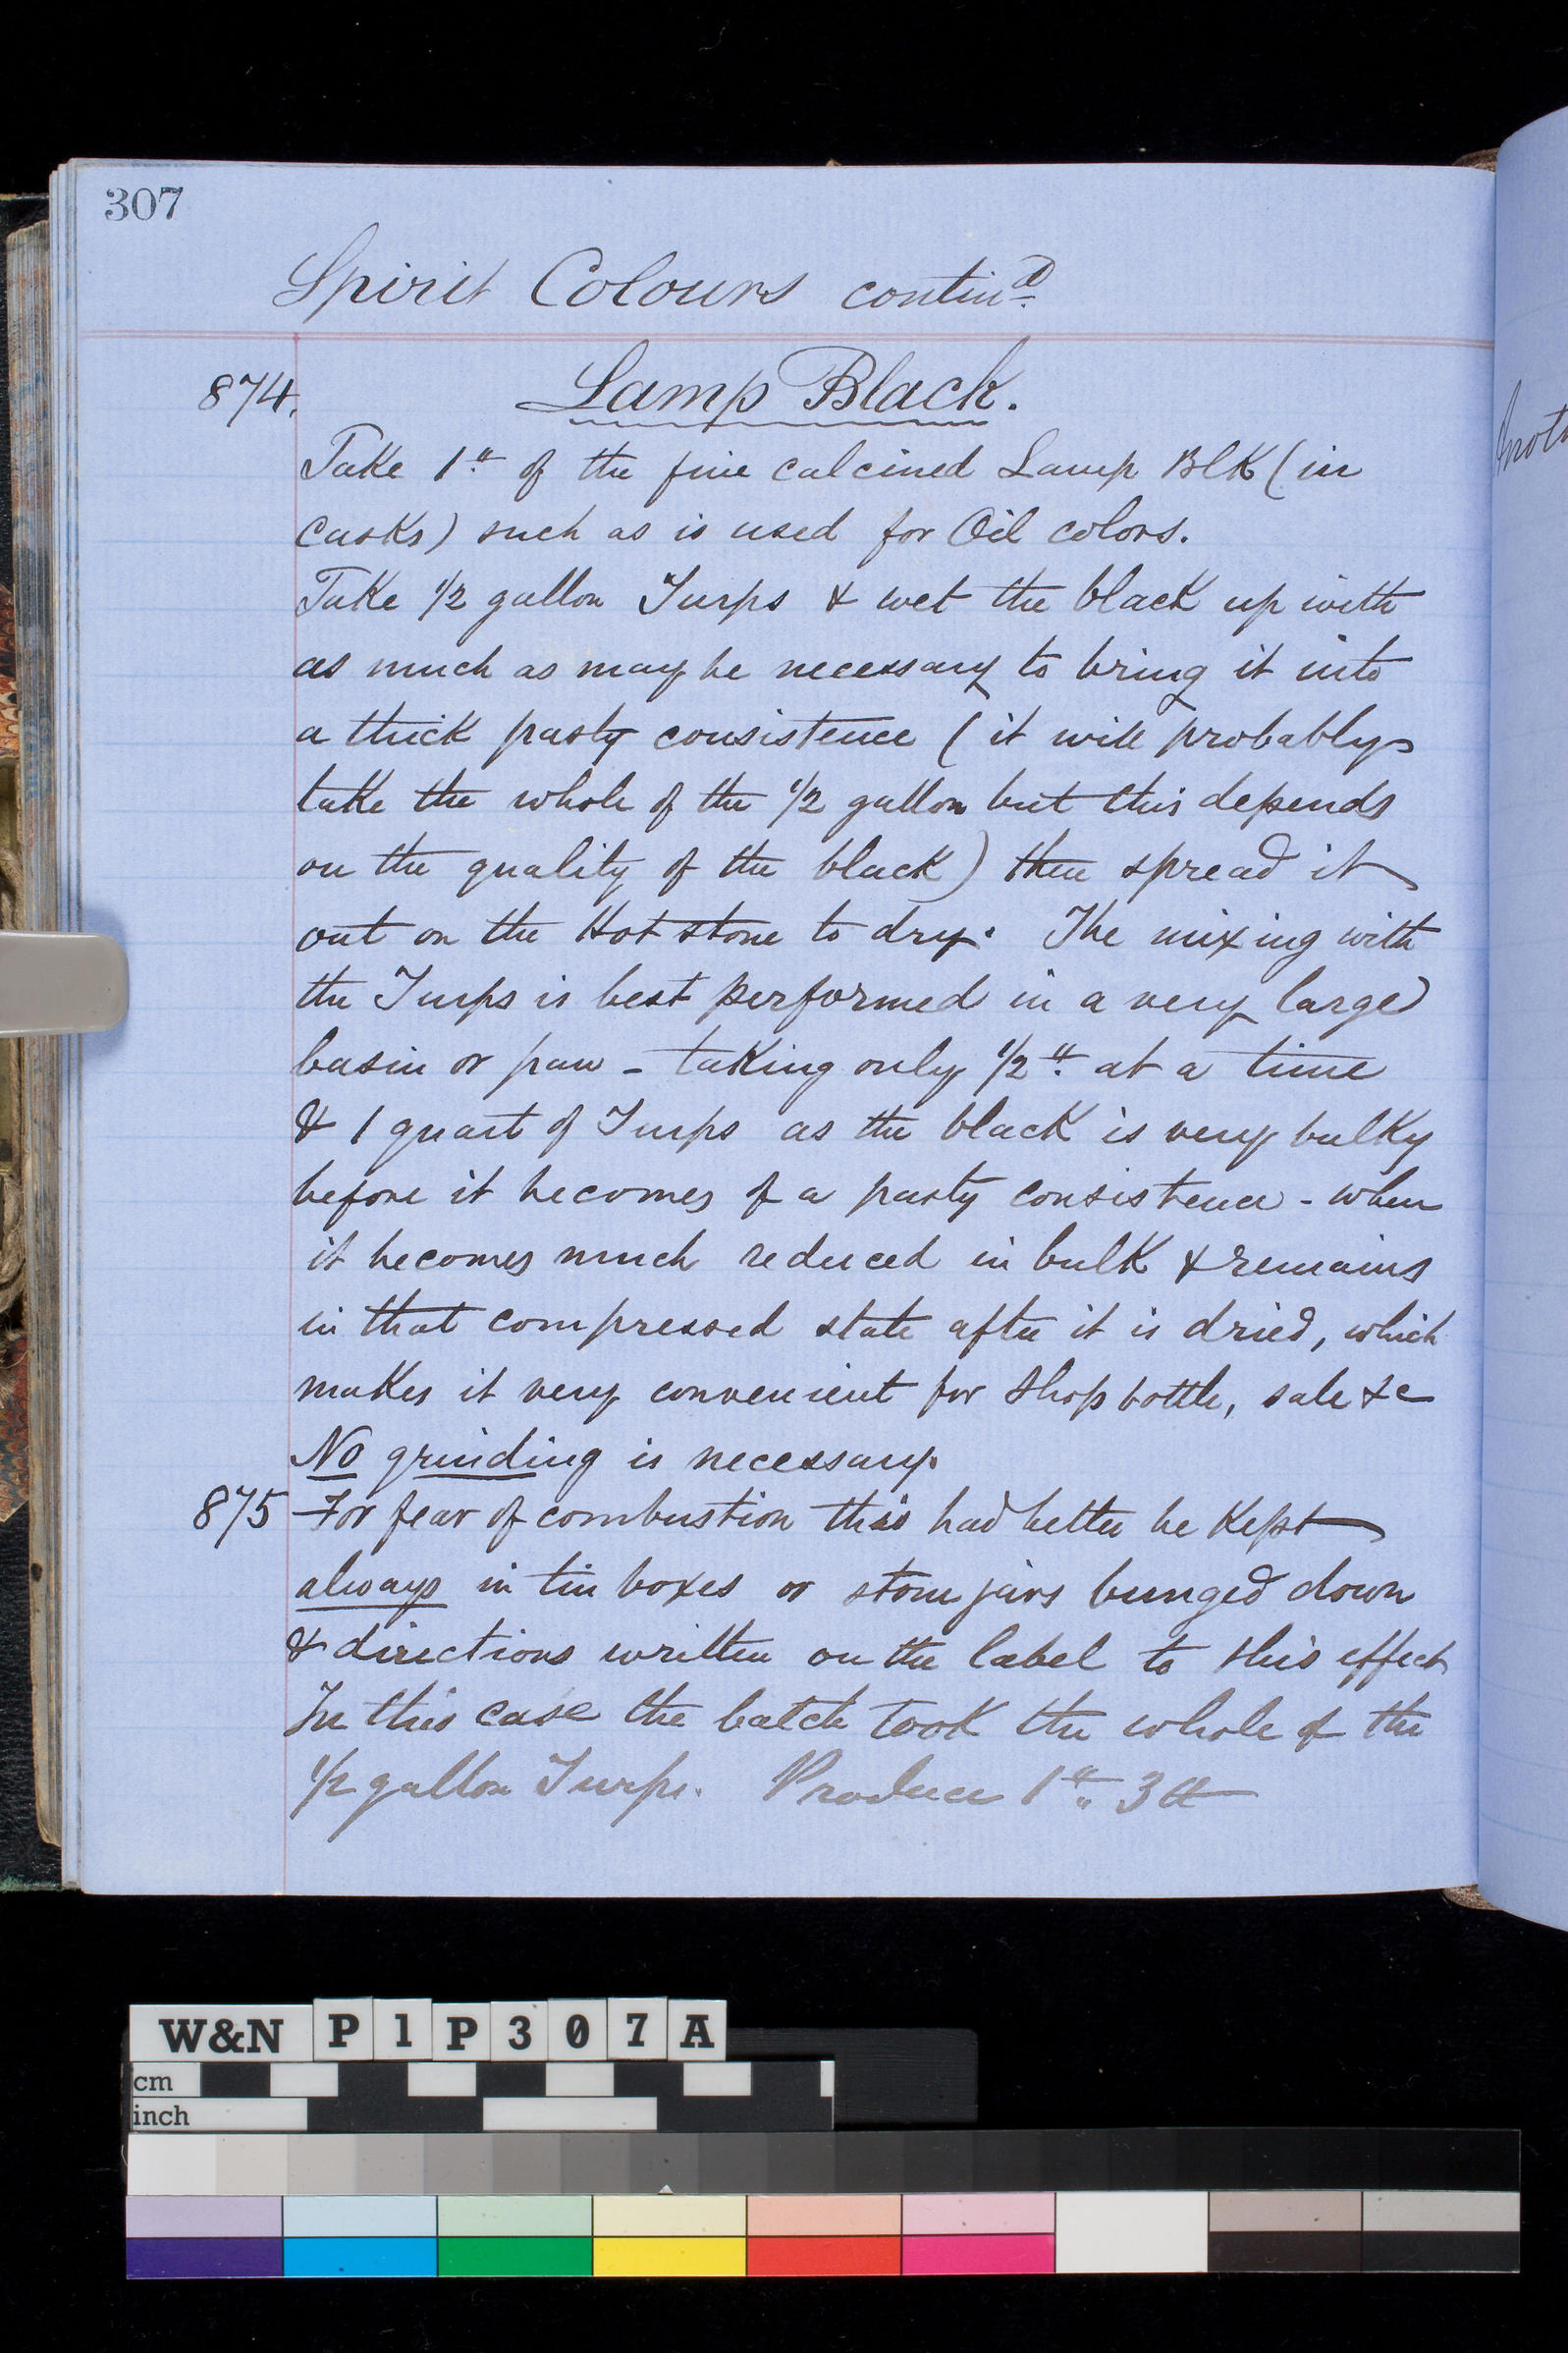 307
Spirit Colours contin.d
874.
Lamp Black.
Take 1" of the fine calcined Lamp Blk (in
casks) such as is used for Oil colors.
Take 1/2 gallon Turps & wet the black up with
as much as may be necessary to bring it into
a thick pasty consistence (it will probably
take the whole of the 1/2 gallon but this depends
on the quality of the black) then spread it
out on the Hot stone to dry. The mixing with
the Turps is best performed in a very large
basin or pan - taking only 1/2" at a time
& 1 quart of Turps as the black is very bulky
before it becomes of a pasty consistence - when
it becomes much reduced in bulk & remains
in that compressed state after it is dried, which
makes it very convenient for shop bottle, sale &c
No grinding is necessary.
875 For fear of combustion this had better be kept
always in tin boxes or stone jars bunged down
& directions written on the label to this effect
In this case the batch took the whole of the
1/2 gallon Turps. Produce 1" 3 lb
W&N P1P307A
cm
inch